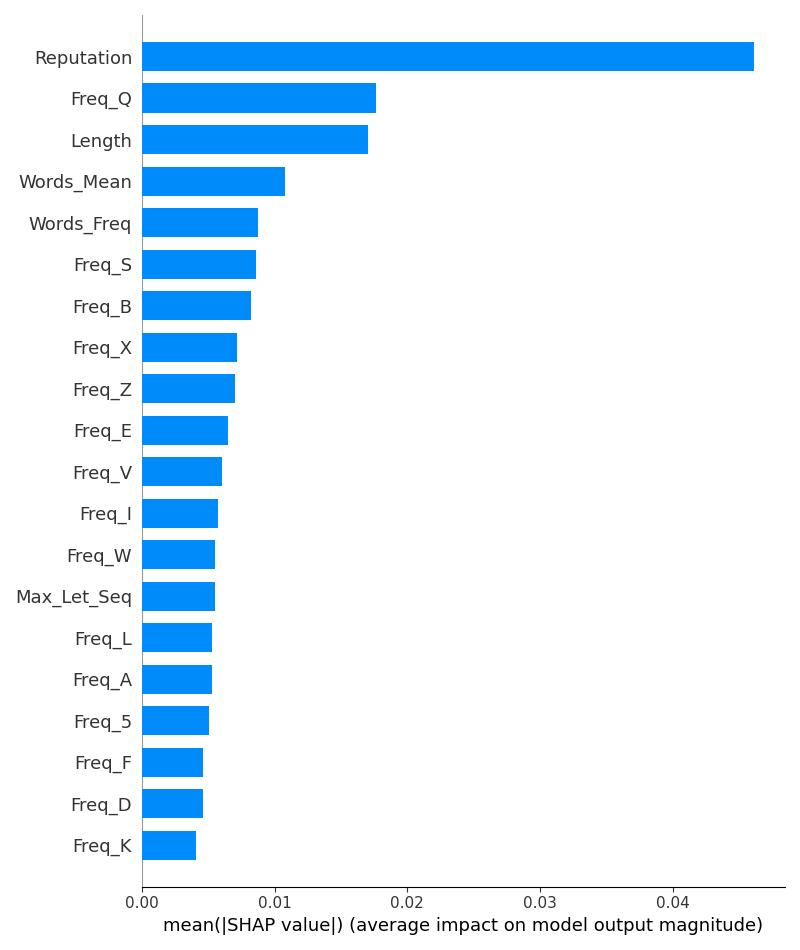 Reputation
Freq_Q
Length
Words_Mean
Words_Freq
Freq_S
Freq_B
Freq_X
Freq_Z
Freq_E
Freq_V
Freq_I
Freq_W
Max_Let_Seq
Freq_L
Freq_A
Freq_5
Freq_F
Freq_D
Freq_K
0.00 0.01 0.02 0.03 0.04
mean(|SHAP value|) (average impact on model output magnitude)